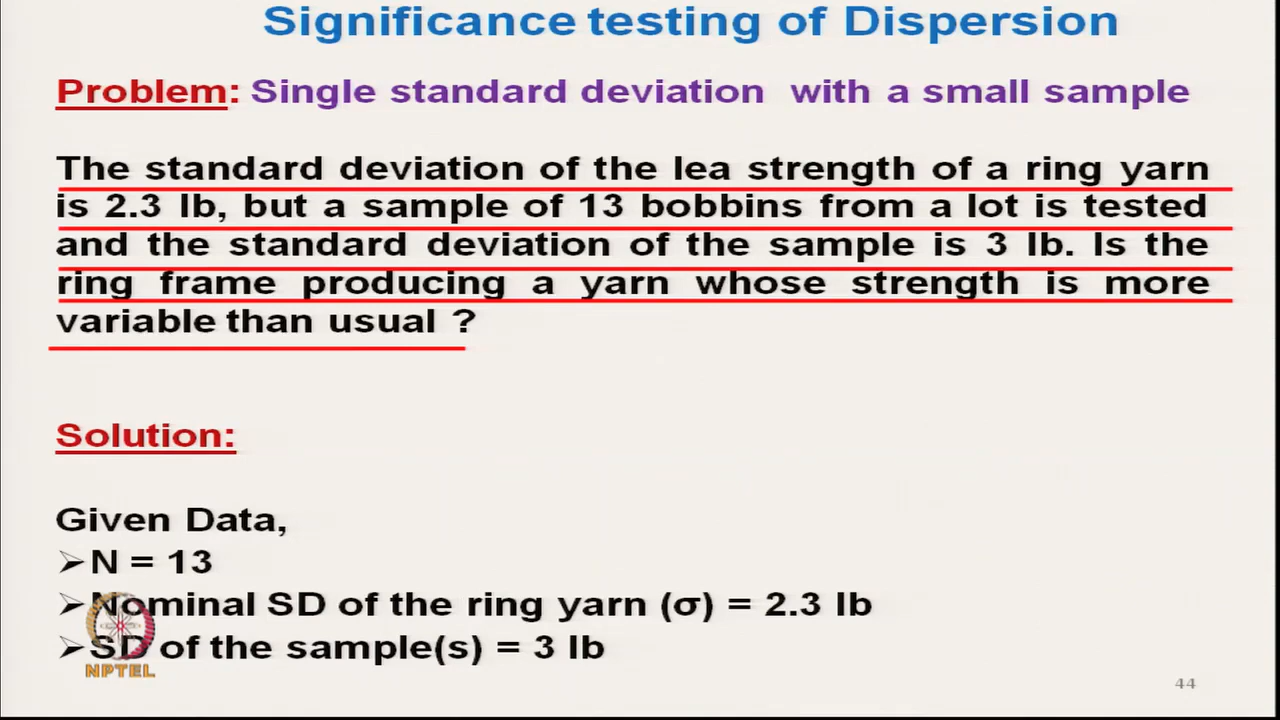 Significance testing of Dispersion
Problem: Single standard deviation with a small sample
The standard deviation of the lea strength of a ring yarn
is 2.3 lb, but a sample of 13 bobbins from a lot is tested
and the standard deviation of the sample is 3 lb. Is the
ring frame producing a yarn whose strength is more
variable than usual ?
Solution:
Given Data,
➢N = 13
➢Nominal SD of the ring yarn (σ) = 2.3 lb
➢SD of the sample(s) = 3 lb
NPTEL
44